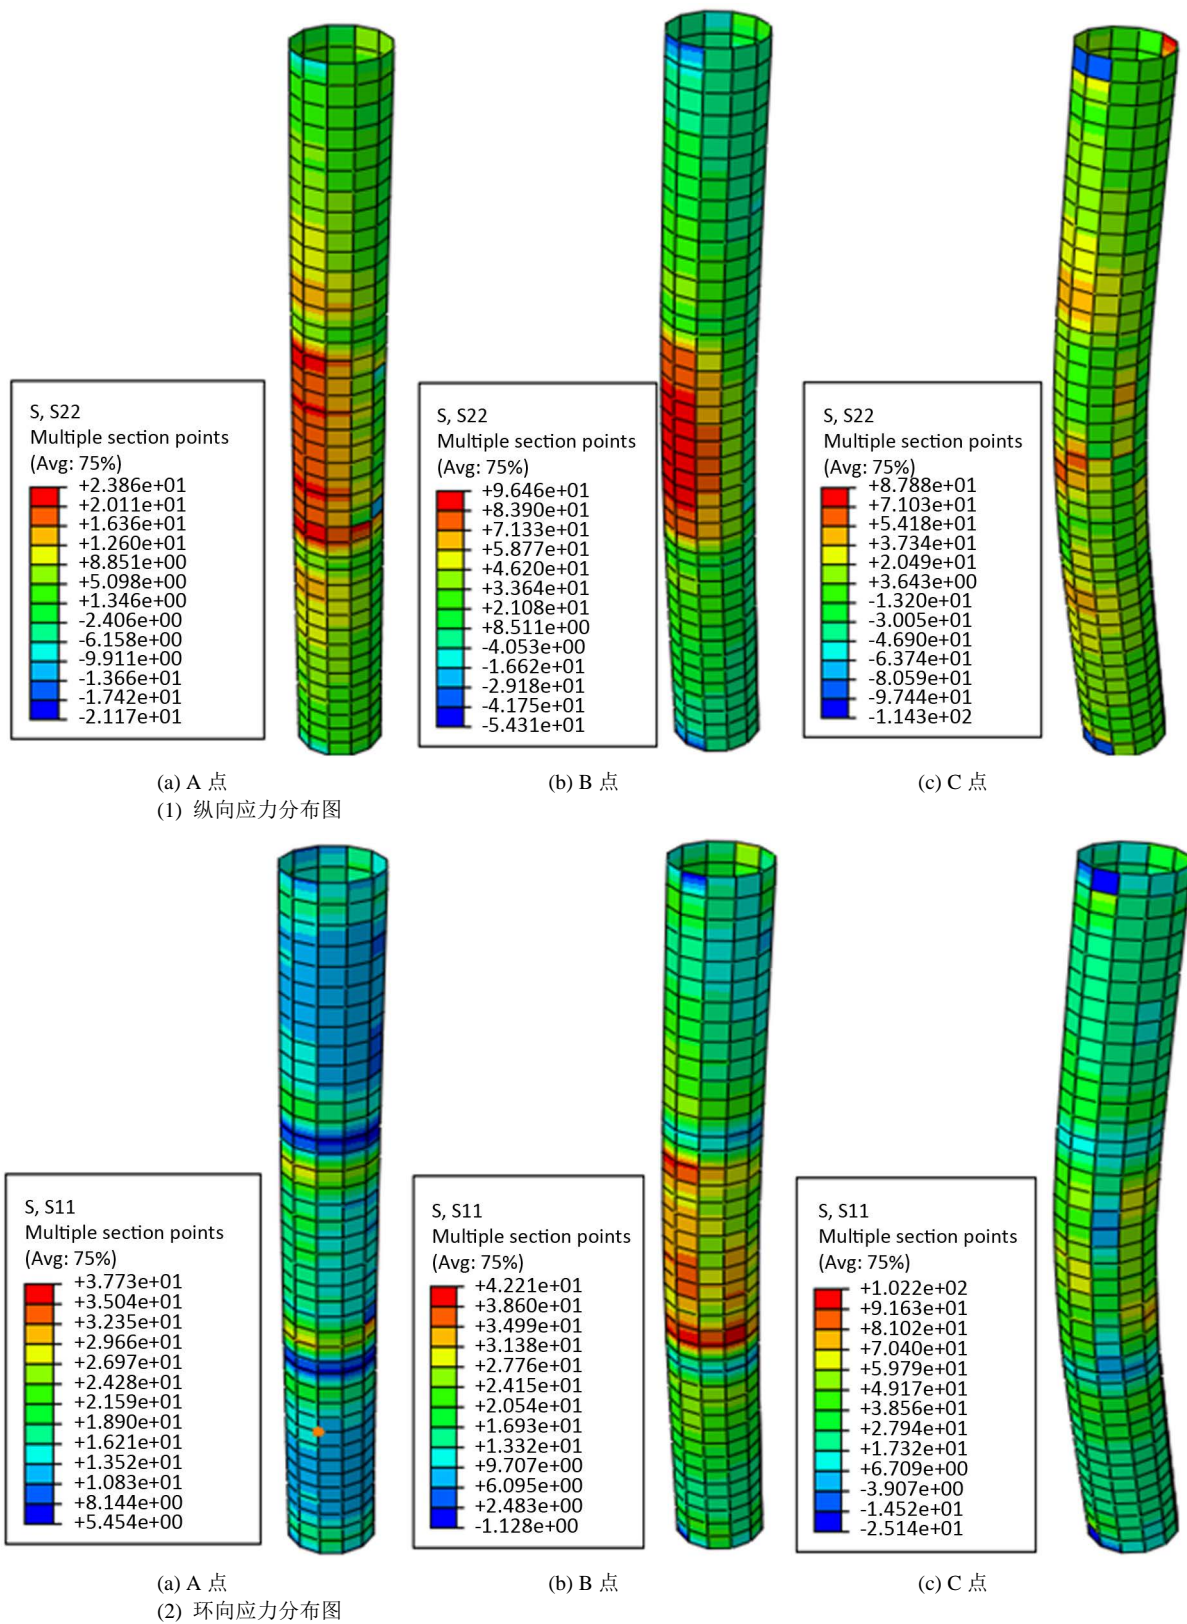 S, S22
Multiple section points
(Avg: 75%)
+2.386e+01
+2.011e+01
+1.636e+01
+1.260e+01
+8.851e+00
+5.098e+00
+1.346e+00
-2.406e+00
-6.158e+00
-9.911e+00
-1.366e+01
-1.742e+01
-2.117e+01
S, S22
Multiple section points
(Avg: 75%)
+9.646e+01
+8.390e+01
+7.133e+01
+5.877e+01
+4.620e+01
+3.364e+01
+2.108e+01
+8.511e+00
-4.053e+00
-1.662e+01
-2.918e+01
-4.175e+01
-5.431e+01
S, S22
Multiple section points
(Avg: 75%)
+8.788e+01
+7.103e+01
+5.418e+01
+3.734e+01
+2.049e+01
+3.643e+00
-1.320e+01
-3.005e+01
-4.690e+01
-6.374e+01
-8.059e+01
-9.744e+01
-1.143e+02
(a) A 点
(b) B 点
(c) C 点
(1) 纵向应力分布图
S, S11
Multiple section points
(Avg: 75%)
+3.773e+01
+3.504e+01
+3.235e+01
+2.966e+01
+2.697e+01
+2.428e+01
+2.159e+01
+1.890e+01
+1.621e+01
+1.352e+01
+1.083e+01
+8.144e+00
+5.454e+00
S, S11
Multiple section points
(Avg: 75%)
+4.221e+01
+3.860e+01
+3.499e+01
+3.138e+01
+2.776e+01
+2.415e+01
+2.054e+01
+1.693e+01
+1.332e+01
+9.707e+00
+6.095e+00
+2.483e+00
-1.128e+00
S, S11
Multiple section points
(Avg: 75%)
+1.022e+02
+9.163e+01
+8.102e+01
+7.040e+01
+5.979e+01
+4.917e+01
+3.856e+01
+2.794e+01
+1.732e+01
+6.709e+00
-3.907e+00
-1.452e+01
-2.514e+01
(a) A 点
(b) B 点
(c) C 点
(2) 环向应力分布图